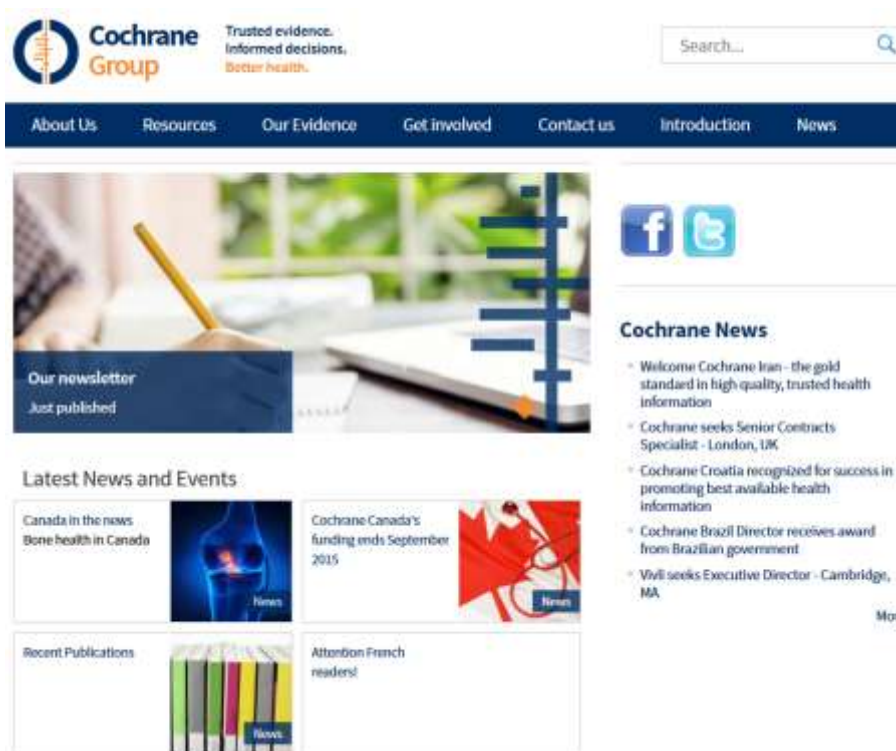 Cochrane
Group
Trusted evidence.
Informed decisions.
Better health.
Search...
About Us
Resources
Our Evidence
Get involved
Contact us
Introduction
News
Our newsletter
Just published
Cochrane News
Welcome Cochrane Iran - the gold
standard in high quality, trusted health
information
Cochrane seeks Senior Contracts
Specialist - London, UK
Cochrane Croatia recognized for success in
promoting best available health
information
Cochrane Brazil Director receives award
from Brazilian government
Vivli seeks Executive Director - Cambridge,
MA
Latest News and Events
Canada in the news
Bone health in Canada
News
Cochrane Canada's
funding ends September
2015
News
Recent Publications
News
Attention French
readers!